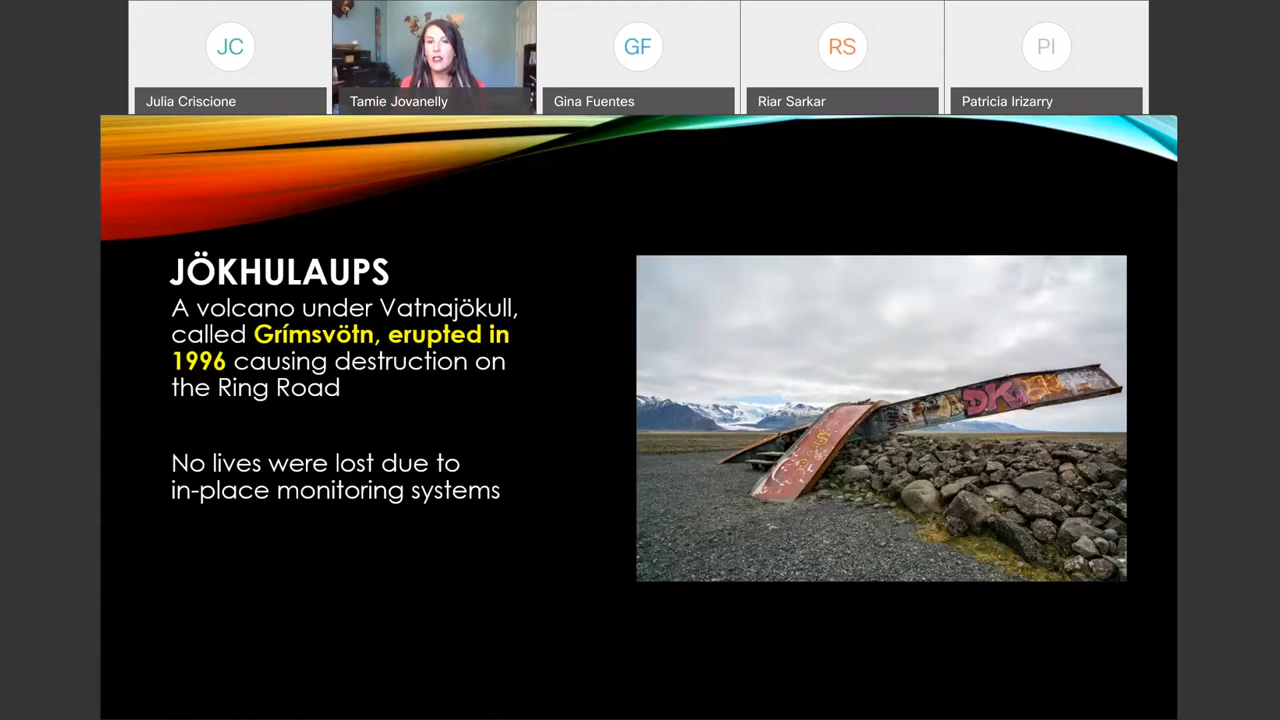 JC
GF
RS
PI
Julia Criscione
Tamie Jovanelly
Gina Fuentes
Riar Sarkar
Patricia Irizarry
JÖKHULAUPS
A volcano under Vatnajökull,
called Grímsvötn, erupted in
1996 causing destruction on
the Ring Road
No lives were lost due to
in-place monitoring systems
DK